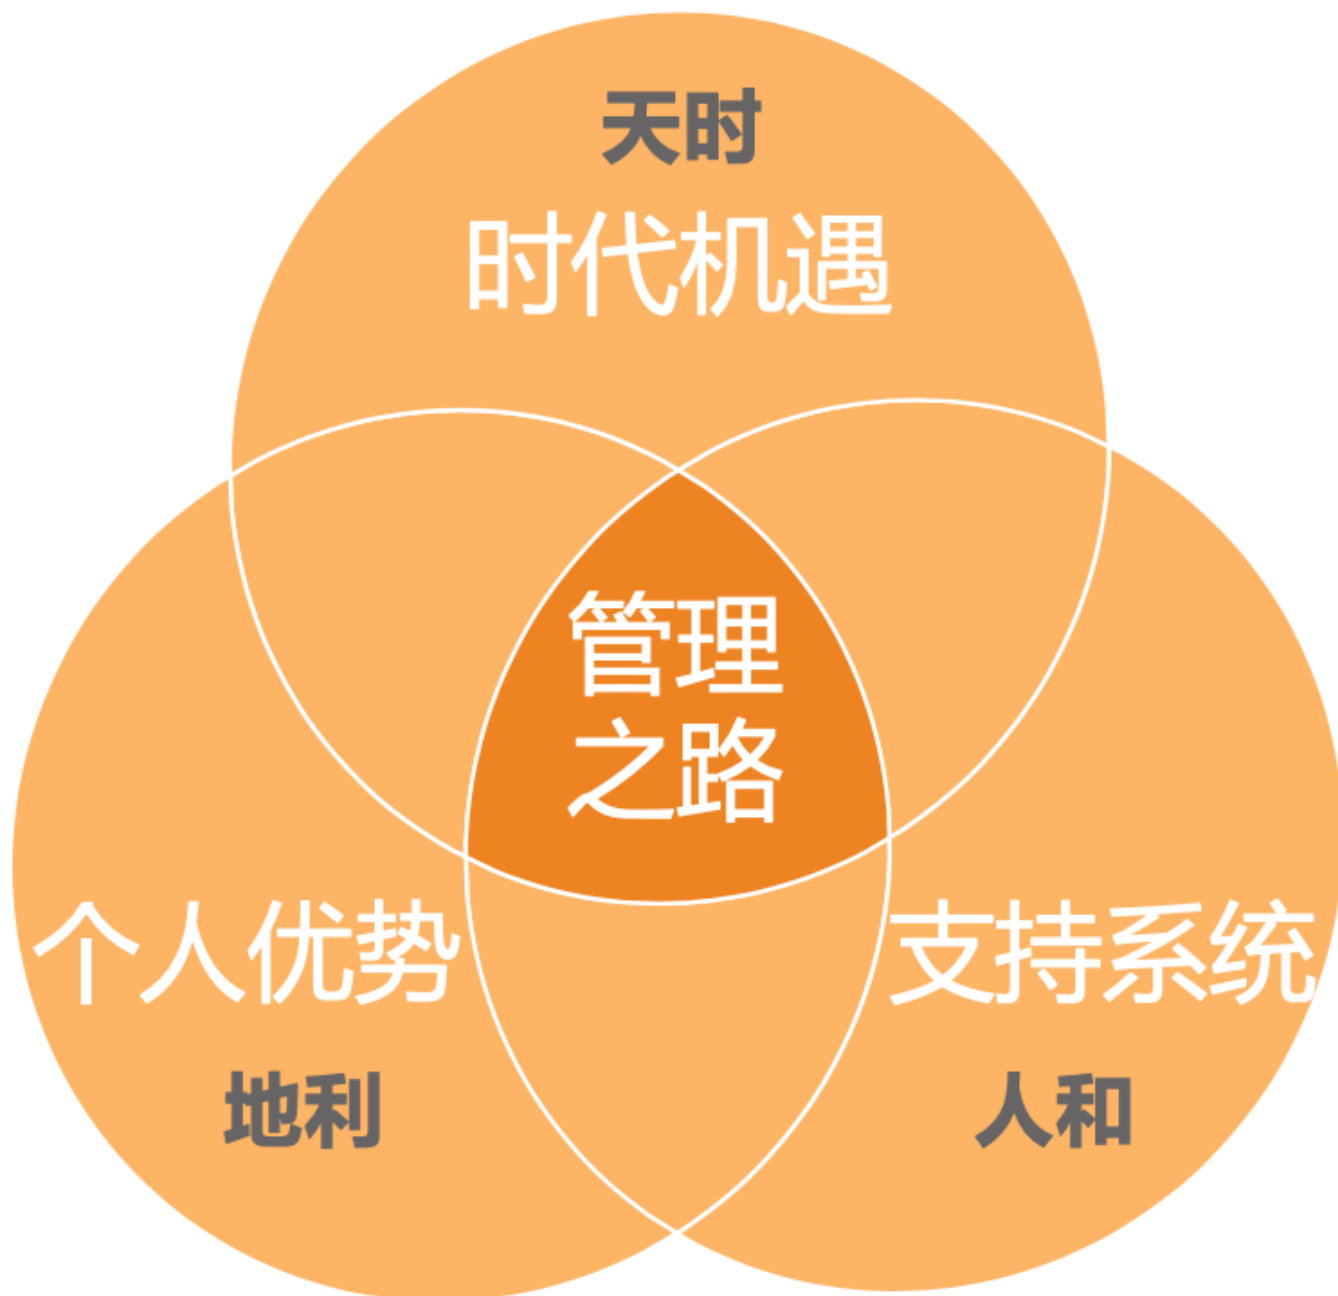 天时
时代机遇
管理
之路
个人优势
支持系统
地利
人和